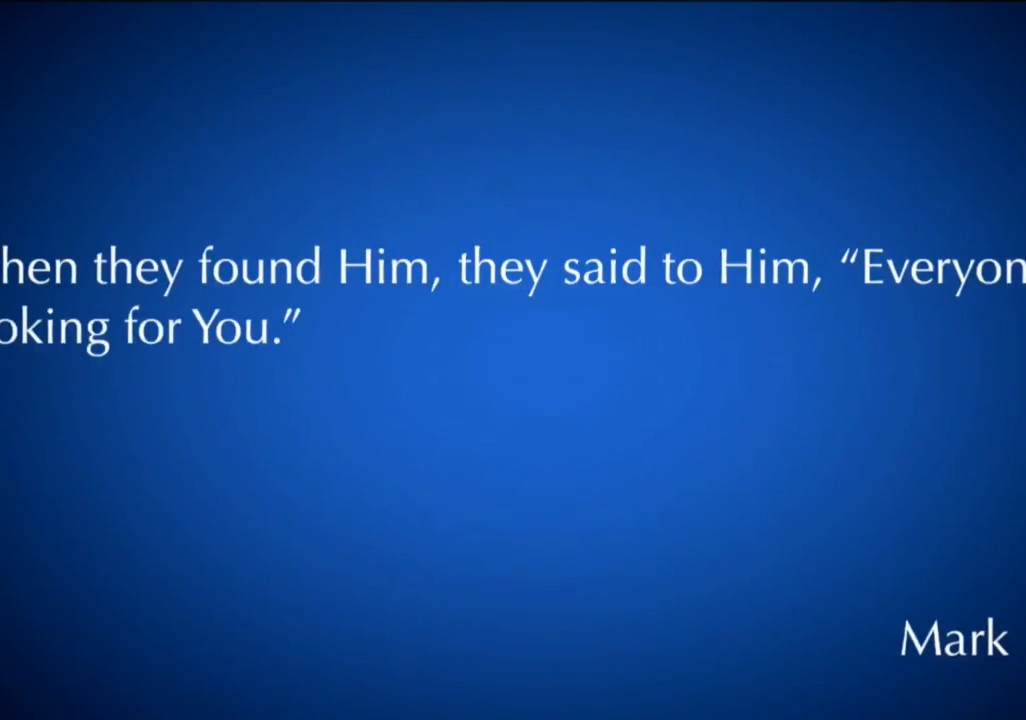 hen they found Him, they said to Him, “Everyon
oking for You.”
Mark